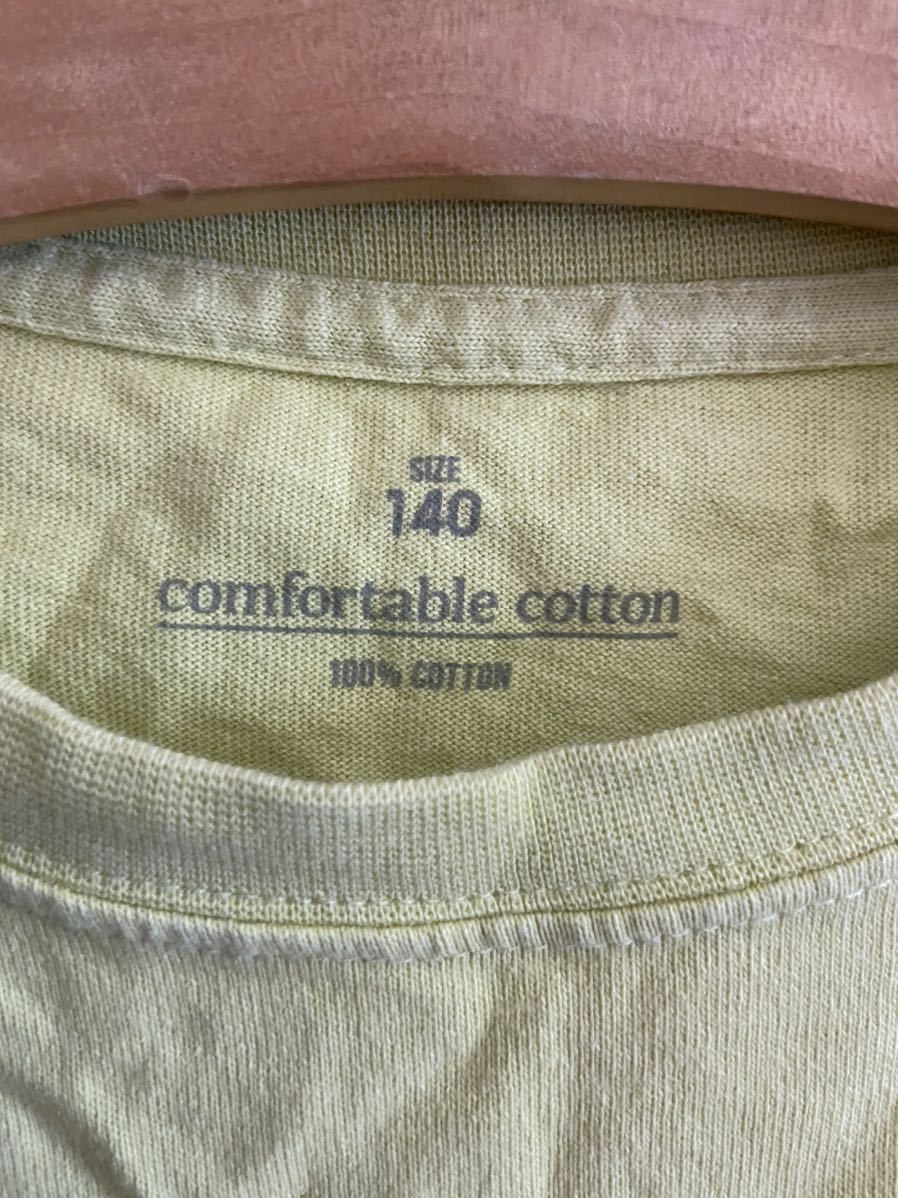 SIZE
140
comfortable cotton
100% COTTON